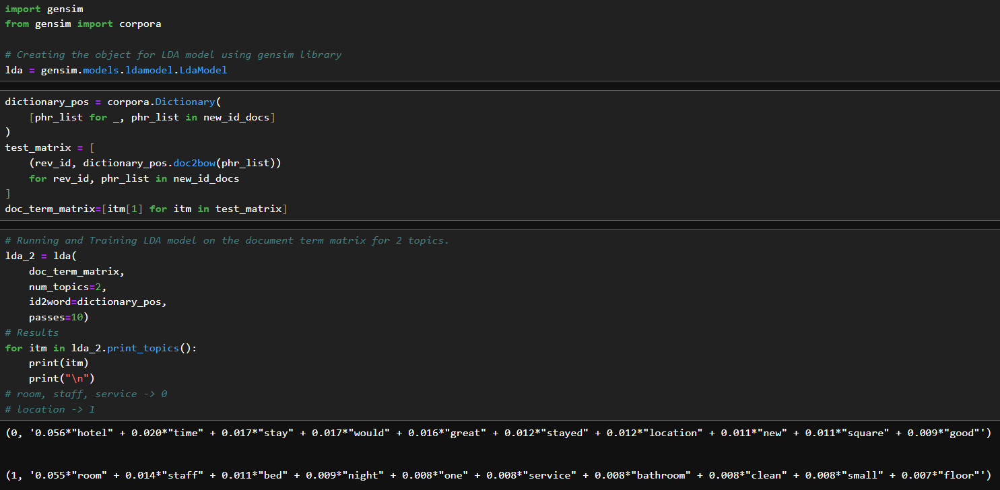 import gensim
from gensim import corpora
# Creating the object for LDA model using gensim library
lda = gensim.models.ldamodel.LdaModel
dictionary_pos = corpora.Dictionary(
    [phr_list for _, phr_list in new_id_docs]
)
test_matrix = [
    (rev_id, dictionary_pos.doc2bow(phr_list))
    for rev_id, phr_list in new_id_docs
]
doc_term_matrix=[itm[1] for itm in test_matrix]
# Running and Training LDA model on the document term matrix for 2 topics.
lda_2 = lda(
    doc_term_matrix,
    num_topics=2,
    id2word=dictionary_pos,
    passes=10)
# Results
for itm in lda_2.print_topics():
    print(itm)
    print("\n")
# room, staff, service -> 0
# location -> 1
(0, '0.056*"hotel" + 0.020*"time" + 0.017*"stay" + 0.017*"would" + 0.016*"great" + 0.012*"stayed" + 0.012*"location" + 0.011*"new" + 0.011*"square" + 0.009*"good"')
(1, '0.055*"room" + 0.014*"staff" + 0.011*"bed" + 0.009*"night" + 0.008*"one" + 0.008*"service" + 0.008*"bathroom" + 0.008*"clean" + 0.008*"small" + 0.007*"floor"')